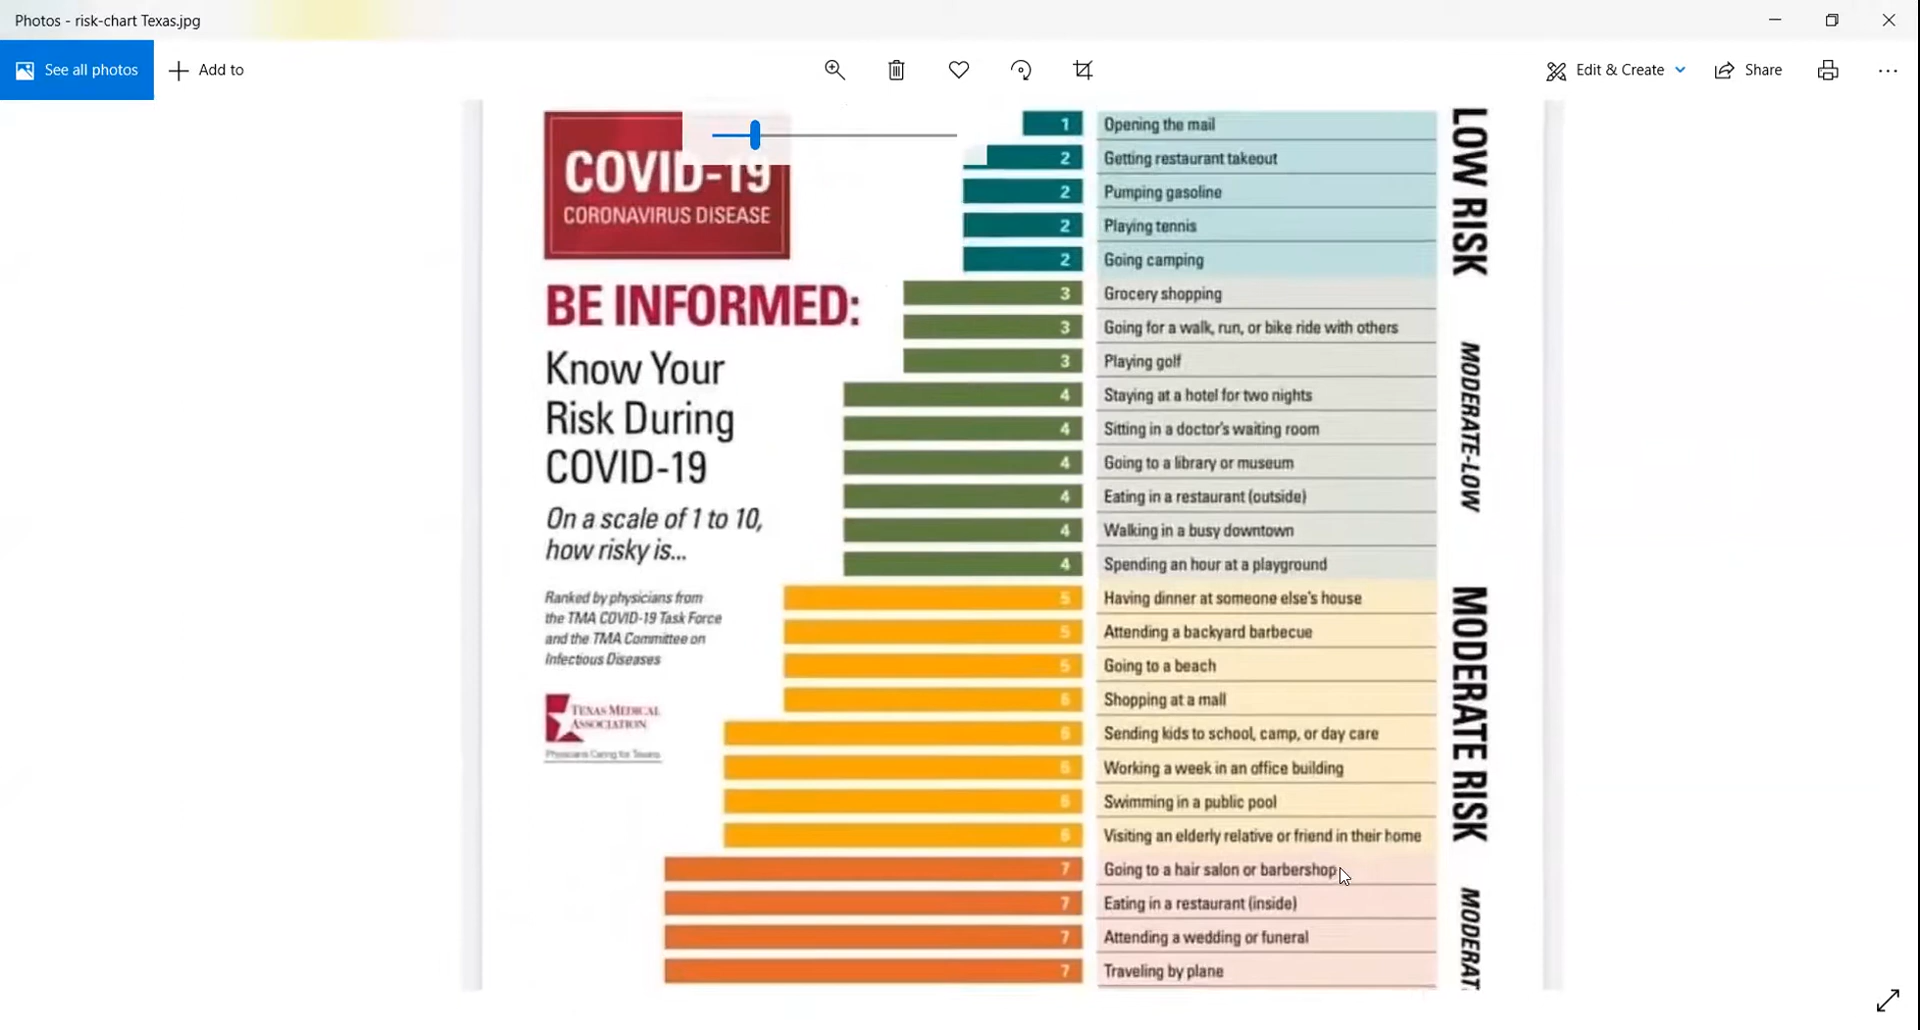 Photos - risk-chart Texas.jpg
See all photos
Add to
Edit & Create
Share
COVID-19
CORONAVIRUS DISEASE
BE INFORMED:
Know Your
Risk During
COVID-19
On a scale of 1 to 10,
how risky is...
Ranked by physicians from
the TMA COVID-19 Task Force
and the TMA Committee on
Infectious Diseases
TEXAS MEDICAL
ASSOCIATION
Physicians Caring for Texans
1 Opening the mail
2 Getting restaurant takeout
2 Pumping gasoline
2 Playing tennis
2 Going camping
3 Grocery shopping
3 Going for a walk, run, or bike ride with others
3 Playing golf
4 Staying at a hotel for two nights
4 Sitting in a doctor's waiting room
4 Going to a library or museum
4 Eating in a restaurant (outside)
4 Walking in a busy downtown
4 Spending an hour at a playground
5 Having dinner at someone else's house
5 Attending a backyard barbecue
5 Going to a beach
Shopping at a mall
6 Sending kids to school, camp, or day care
6 Working a week in an office building
6 Swimming in a public pool
6 Visiting an elderly relative or friend in their home
7 Going to a hair salon or barbershop
7 Eating in a restaurant (inside)
7 Attending a wedding or funeral
7 Traveling by plane
LOW RISK
MODERATE-LOW
MODERATE RISK
MODERAT